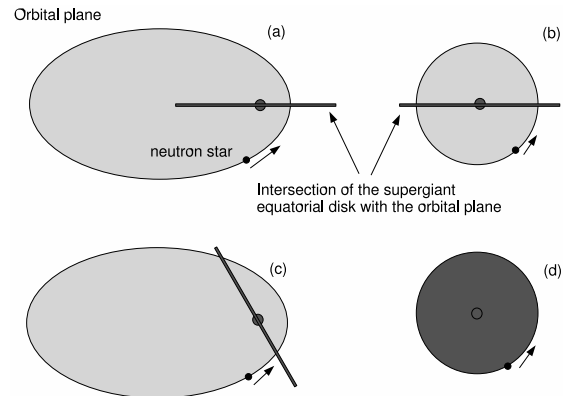 Orbital plane
(a)
(b)
neutron star
Intersection of the supergiant
equatorial disk with the orbital plane
(c)
(d)